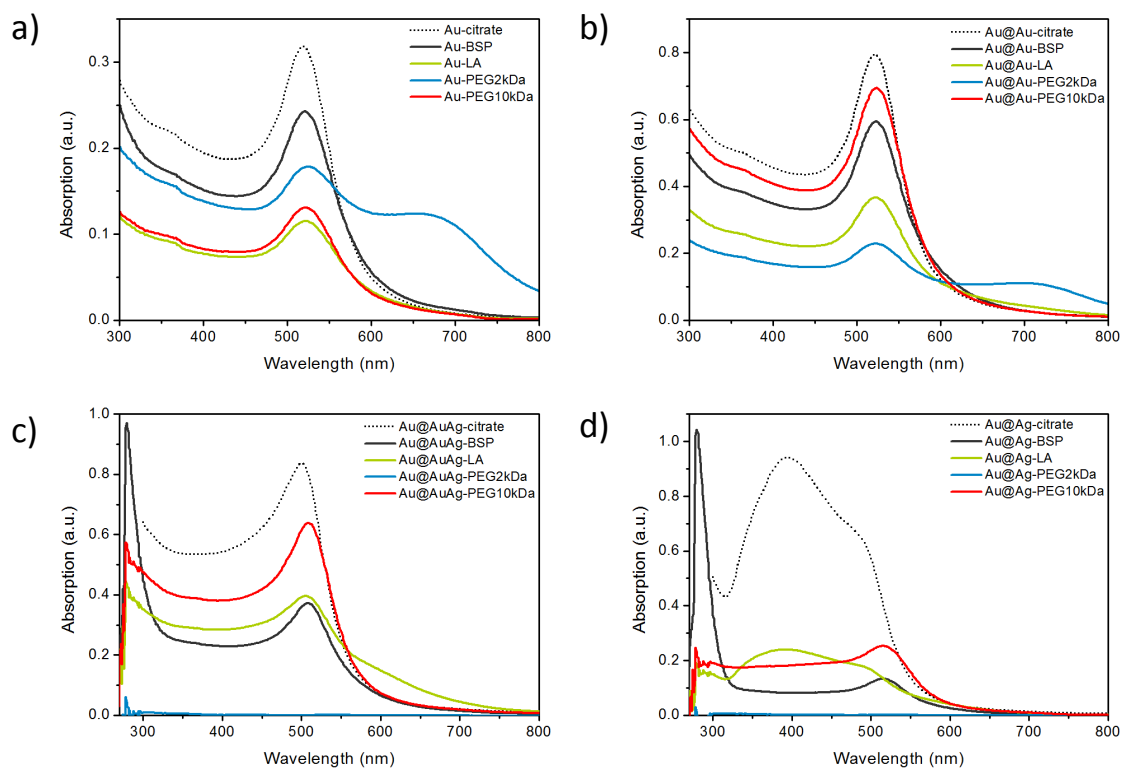 a)
Au-citrate
Au-BSP
Au-LA
Au-PEG2kDa
Au-PEG10kDa
0.3
0.2
0.1
0.0
Absorption (a.u.)
300 400 500 600 700 800
Wavelength (nm)
b)
Au@Au-citrate
Au@Au-BSP
Au@Au-LA
Au@Au-PEG2kDa
Au@Au-PEG10kDa
0.8
0.6
0.4
0.2
0.0
Absorption (a.u.)
300 400 500 600 700 800
Wavelength (nm)
c)
Au@AuAg-citrate
Au@AuAg-BSP
Au@AuAg-LA
Au@AuAg-PEG2kDa
Au@AuAg-PEG10kDa
1.0
0.8
0.6
0.4
0.2
0.0
Absorption (a.u.)
300 400 500 600 700 800
Wavelength (nm)
d)
Au@Ag-citrate
Au@Ag-BSP
Au@Ag-LA
Au@Ag-PEG2kDa
Au@Ag-PEG10kDa
1.0
0.8
0.6
0.4
0.2
0.0
Absorption (a.u.)
300 400 500 600 700 800
Wavelength (nm)